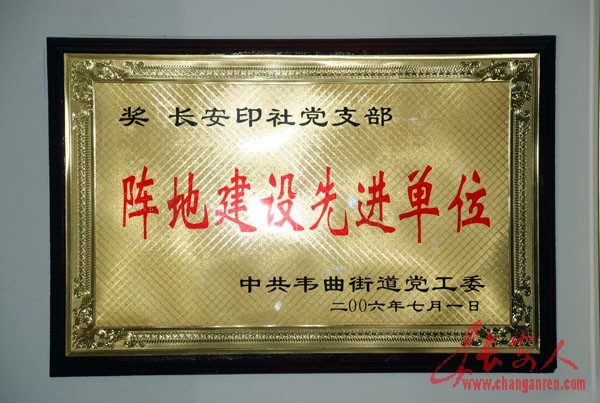 奖 长安印社党支部
阵地建设先进单位
中共韦曲街道党工委
二00六年七月一日
长安人
www.changanren.com